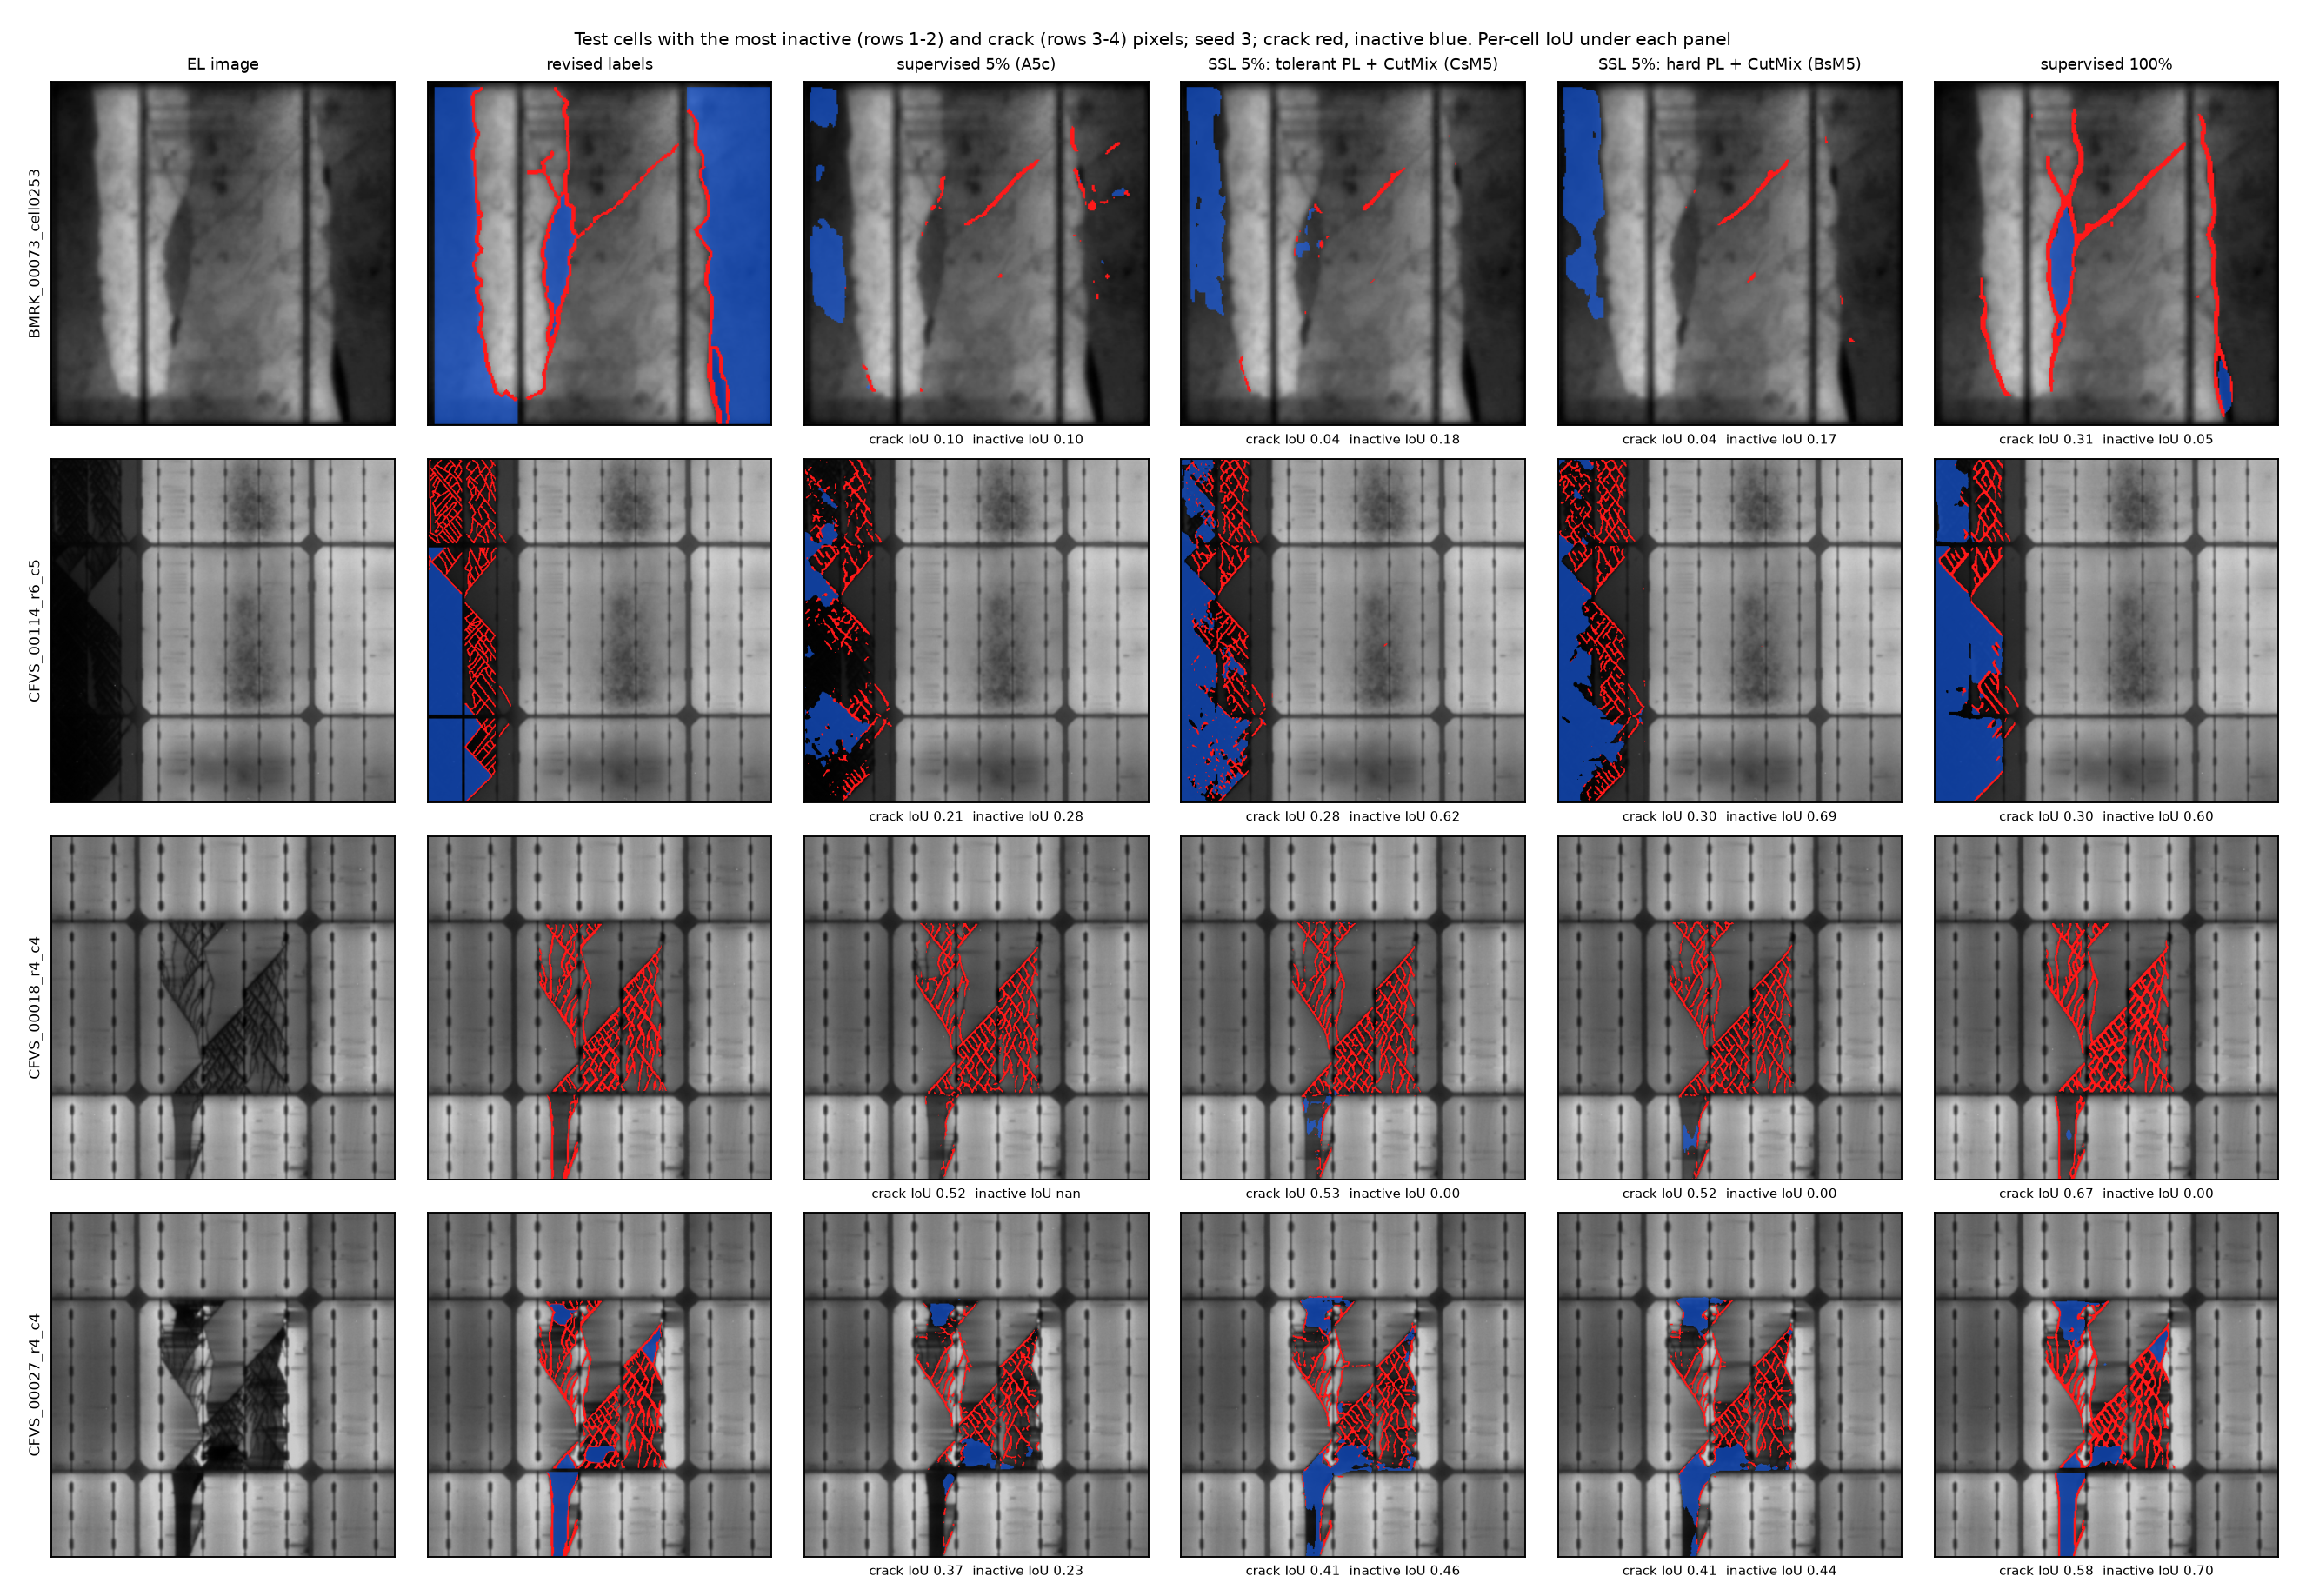 Test cells with the most inactive (rows 1-2) and crack (rows 3-4) pixels; seed 3; crack red, inactive blue. Per-cell IoU under each panel
EL image
revised labels
supervised 5% (A5c)
SSL 5%: tolerant PL + CutMix (CsM5)
SSL 5%: hard PL + CutMix (BsM5)
supervised 100%
BMRK_00073_cell0253
crack IoU 0.10 inactive IoU 0.10
crack IoU 0.04 inactive IoU 0.18
crack IoU 0.04 inactive IoU 0.17
crack IoU 0.31 inactive IoU 0.05
CFVS_00114_r6_c5
crack IoU 0.21 inactive IoU 0.28
crack IoU 0.28 inactive IoU 0.62
crack IoU 0.30 inactive IoU 0.69
crack IoU 0.30 inactive IoU 0.60
CFVS_00018_r4_c4
crack IoU 0.52 inactive IoU nan
crack IoU 0.53 inactive IoU 0.00
crack IoU 0.52 inactive IoU 0.00
crack IoU 0.67 inactive IoU 0.00
CFVS_00027_r4_c4
crack IoU 0.37 inactive IoU 0.23
crack IoU 0.41 inactive IoU 0.46
crack IoU 0.41 inactive IoU 0.44
crack IoU 0.58 inactive IoU 0.70